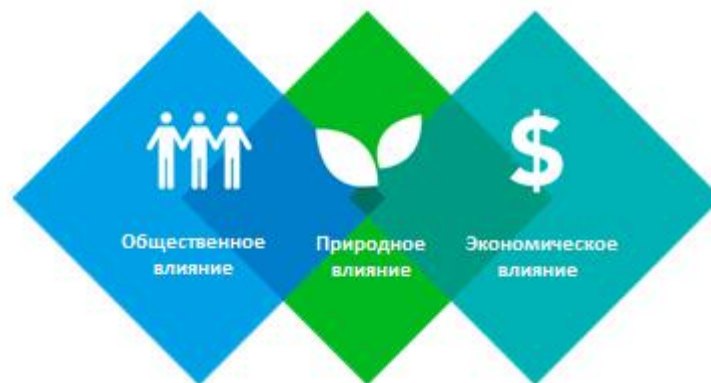 $
Общественное
влияние
Природное
влияние
Экономическое
влияние